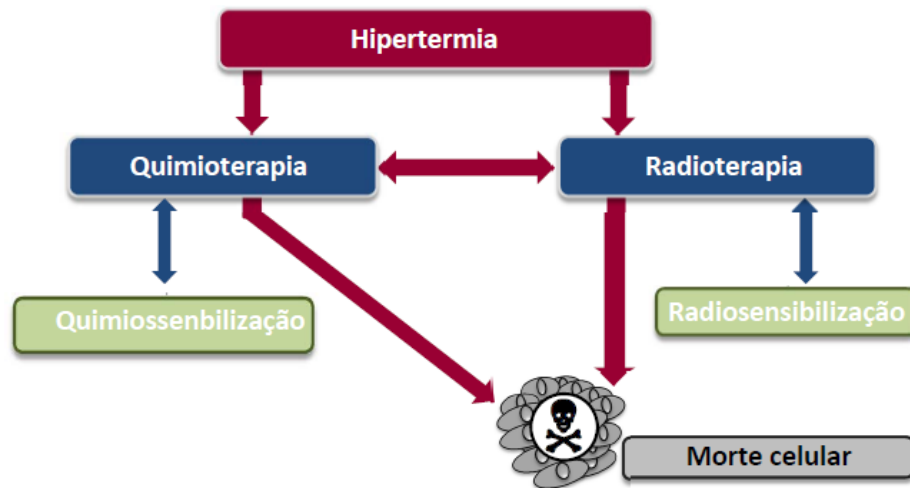 Hipertermia
Quimioterapia
Radioterapia
Quimiossenbilização
Radiosensibilização
Morte celular